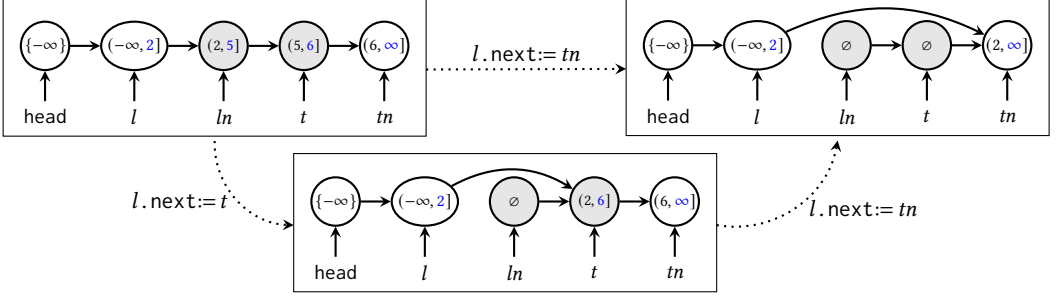 {−∞} (−∞, 2] (2, 5] (5, 6] (6, ∞]
head l ln t tn
l.next:= tn
{−∞} (−∞, 2] ∅ ∅ (2, ∞]
head l ln t tn
l.next:= t
{−∞} (−∞, 2] ∅ (2, 6] (6, ∞]
head l ln t tn
l.next:= tn